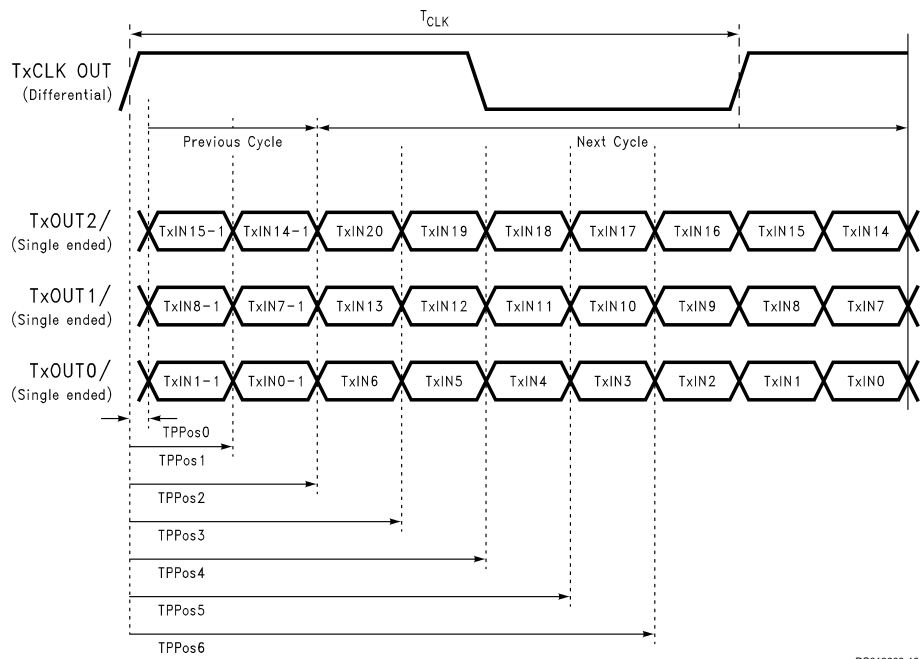 TCLK
TxCLK OUT
(Differential)
Previous Cycle
Next Cycle
TxOUT2/
(Single ended)
TxIN15-1 TxIN14-1 TxIN20 TxIN19 TxIN18 TxIN17 TxIN16 TxIN15 TxIN14
TxOUT1/
(Single ended)
TxIN8-1 TxIN7-1 TxIN13 TxIN12 TxIN11 TxIN10 TxIN9 TxIN8 TxIN7
TxOUT0/
(Single ended)
TxIN1-1 TxIN0-1 TxIN6 TxIN5 TxIN4 TxIN3 TxIN2 TxIN1 TxIN0
TPPos0
TPPos1
TPPos2
TPPos3
TPPos4
TPPos5
TPPos6